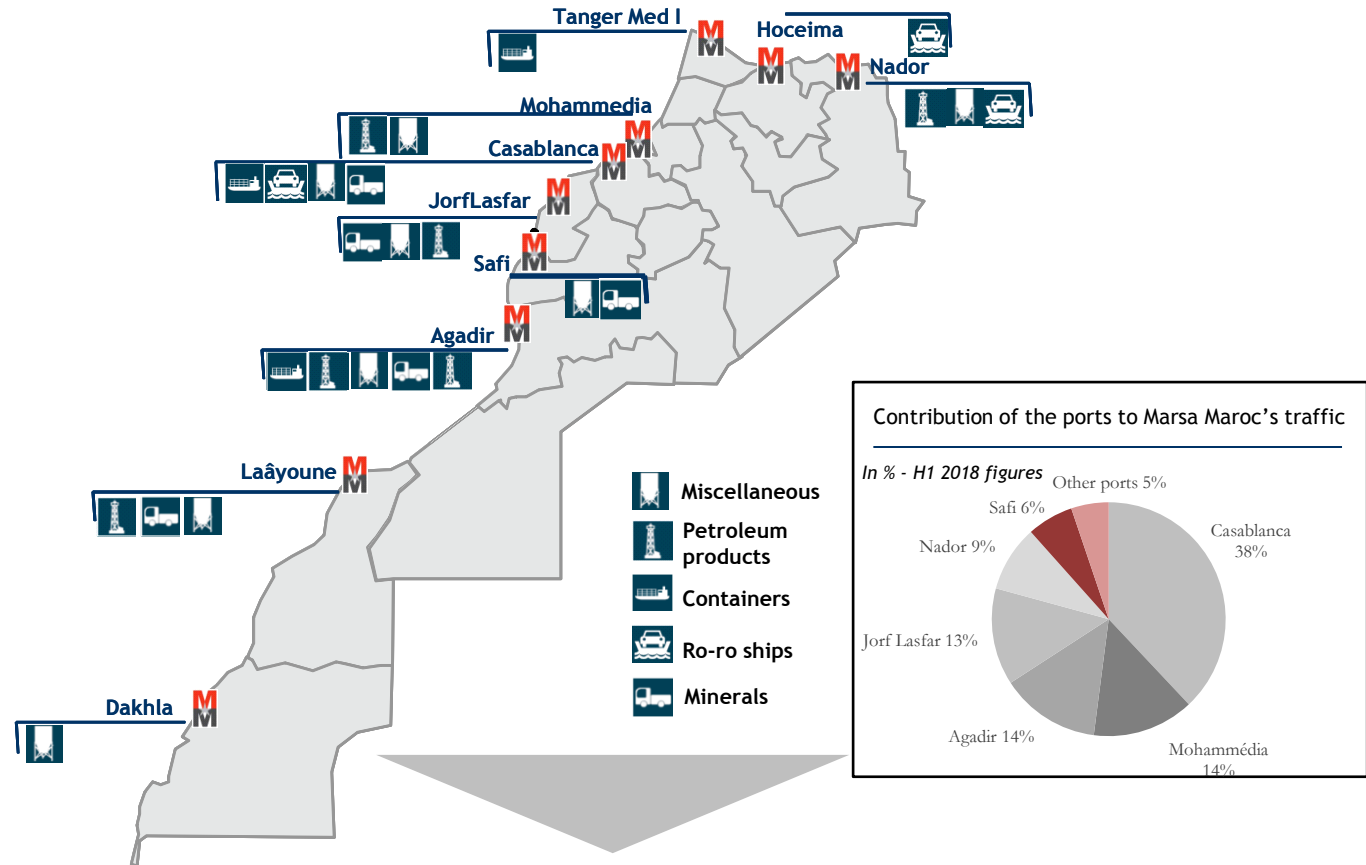 Tanger Med I
Hoceima
Nador
Mohammedia
Casablanca
JorfLasfar
Safi
Agadir
Laâyoune
Dakhla
Miscellaneous
Petroleum
products
Containers
Ro-ro ships
Minerals
Contribution of the ports to Marsa Maroc’s traffic
In % - H1 2018 figures
Other ports 5%
Safi 6%
Casablanca
38%
Nador 9%
Jorf Lasfar 13%
Agadir 14%
Mohammédia
14%